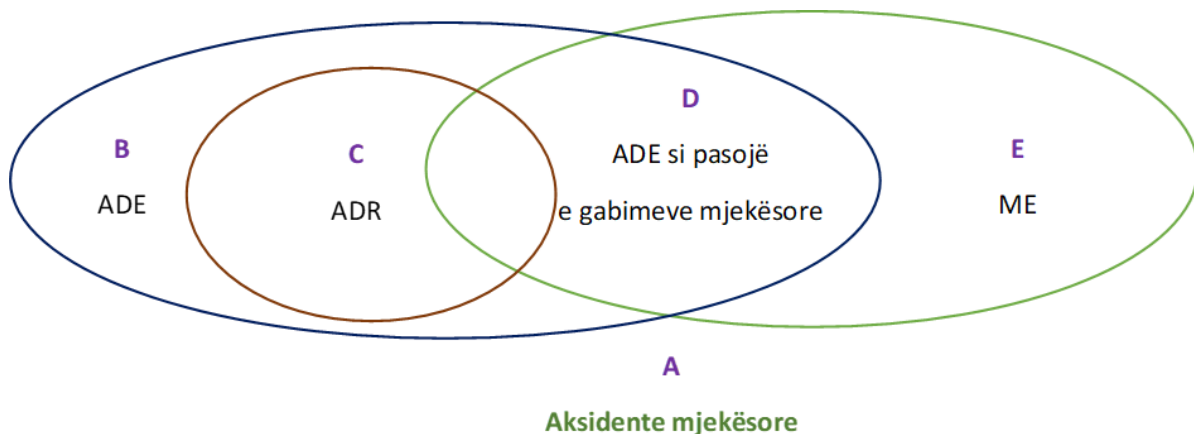 B
ADE
C
ADR
D
ADE si pasojë
e gabimeve mjekësore
E
ME
A
Aksidente mjekësore